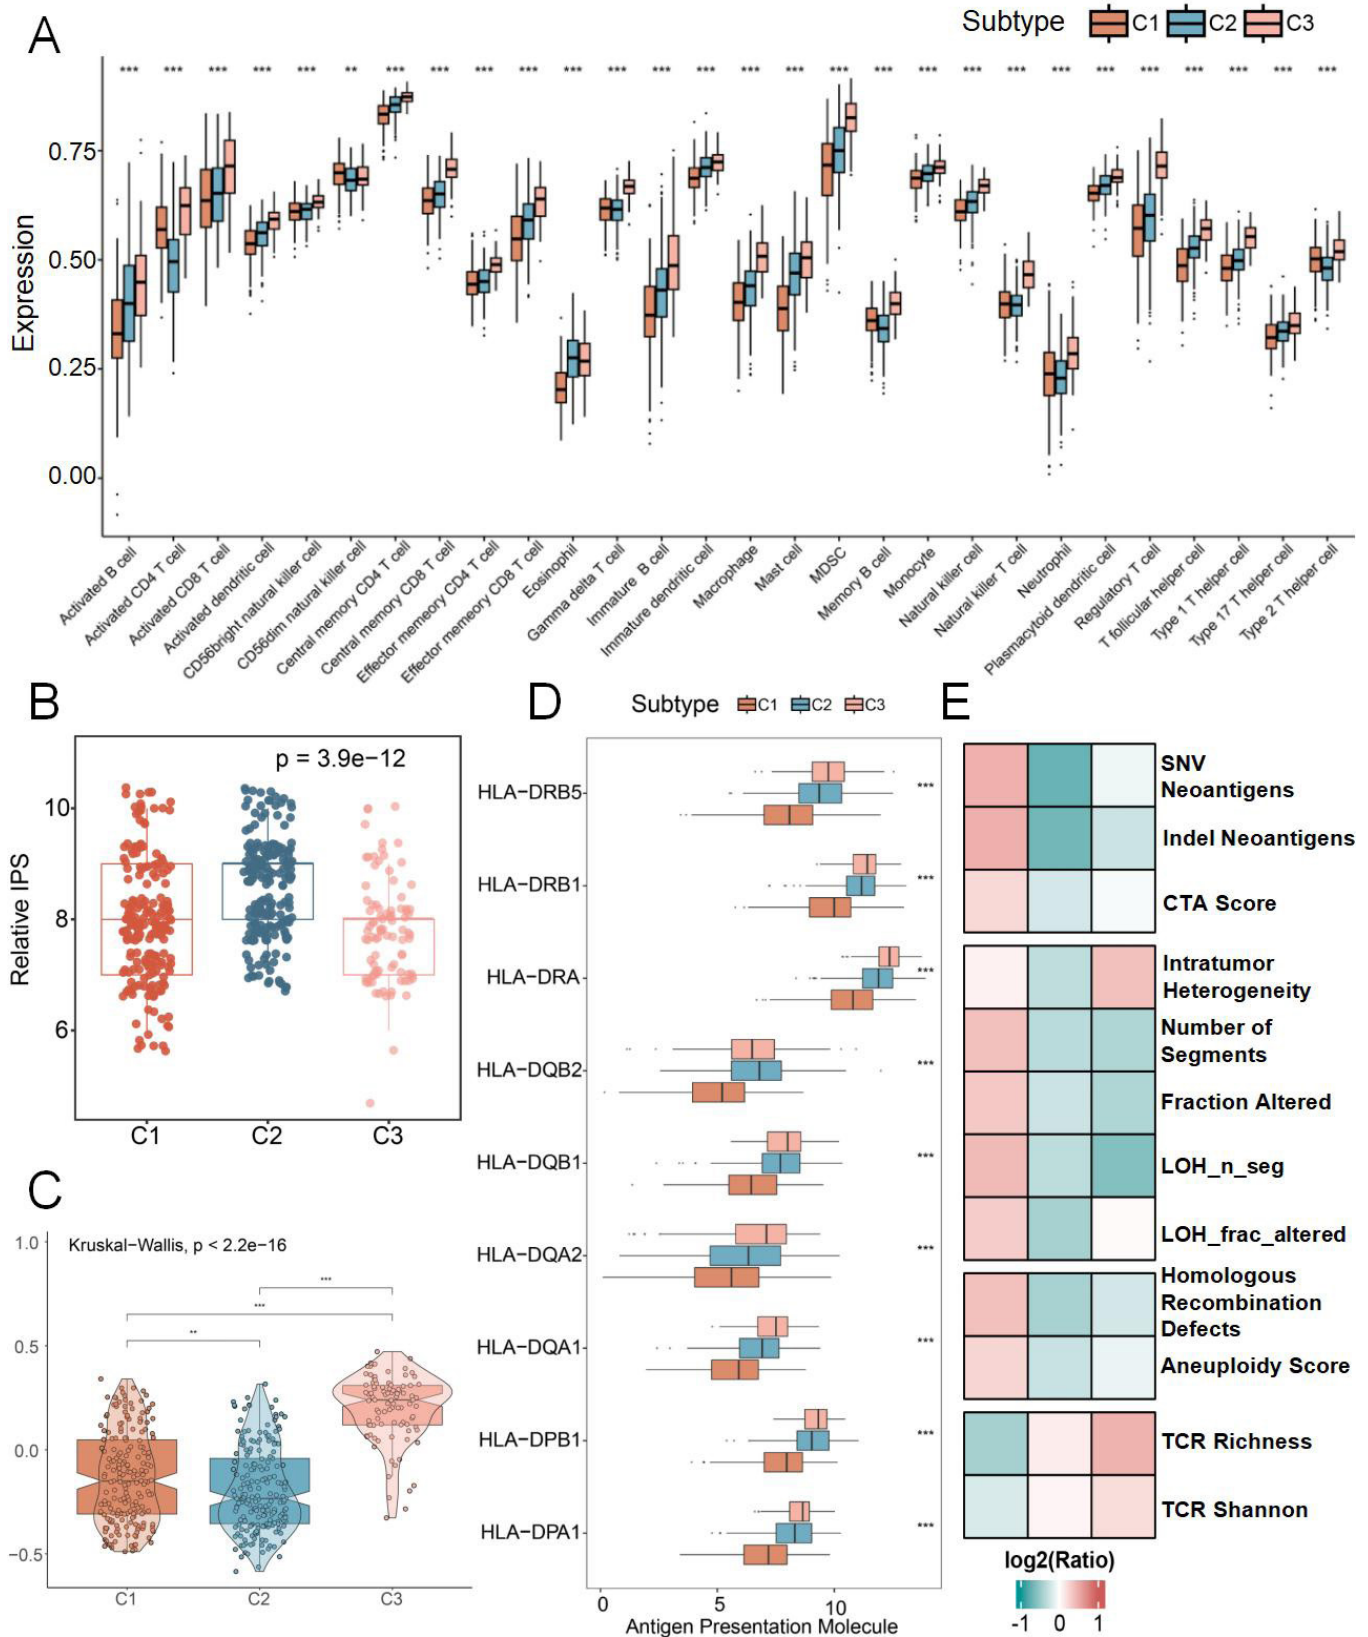 A
Subtype C1 C2 C3
*** *** *** *** *** ** *** *** *** *** *** *** *** *** *** *** *** *** *** *** *** *** *** *** *** *** *** ***
Expression
0.75
0.50
0.25
0.00
Activated B cell
Activated CD4 T cell
Activated CD8 T cell
Activated dendritic cell
CD56bright natural killer cell
CD56dim natural killer cell
Central memory CD4 T cell
Central memory CD8 T cell
Effector memory CD4 T cell
Effector memory CD8 T cell
Eosinophil
Gamma delta T cell
Immature B cell
Immature dendritic cell
Macrophage
Mast cell
MDSC
Memory B cell
Monocyte
Natural killer cell
Natural killer T cell
Neutrophil
Plasmacytoid dendritic cell
Regulatory T cell
T follicular helper cell
Type 1 T helper cell
Type 17 T helper cell
Type 2 T helper cell
B
p = 3.9e−12
Relative IPS
10
8
6
C1 C2 C3
C
Kruskal−Wallis, p < 2.2e−16
***
***
**
1.0
0.5
0.0
−0.5
C1 C2 C3
D
Subtype C1 C2 C3
HLA−DRB5 ***
HLA−DRB1 ***
HLA−DRA ***
HLA−DQB2 ***
HLA−DQB1 ***
HLA−DQA2 ***
HLA−DQA1 ***
HLA−DPB1 ***
HLA−DPA1 ***
0 5 10
Antigen Presentation Molecule
E
SNV
Neoantigens
Indel Neoantigens
CTA Score
Intratumor
Heterogeneity
Number of
Segments
Fraction Altered
LOH_n_seg
LOH_frac_altered
Homologous
Recombination
Defects
Aneuploidy Score
TCR Richness
TCR Shannon
log2(Ratio)
-1 0 1